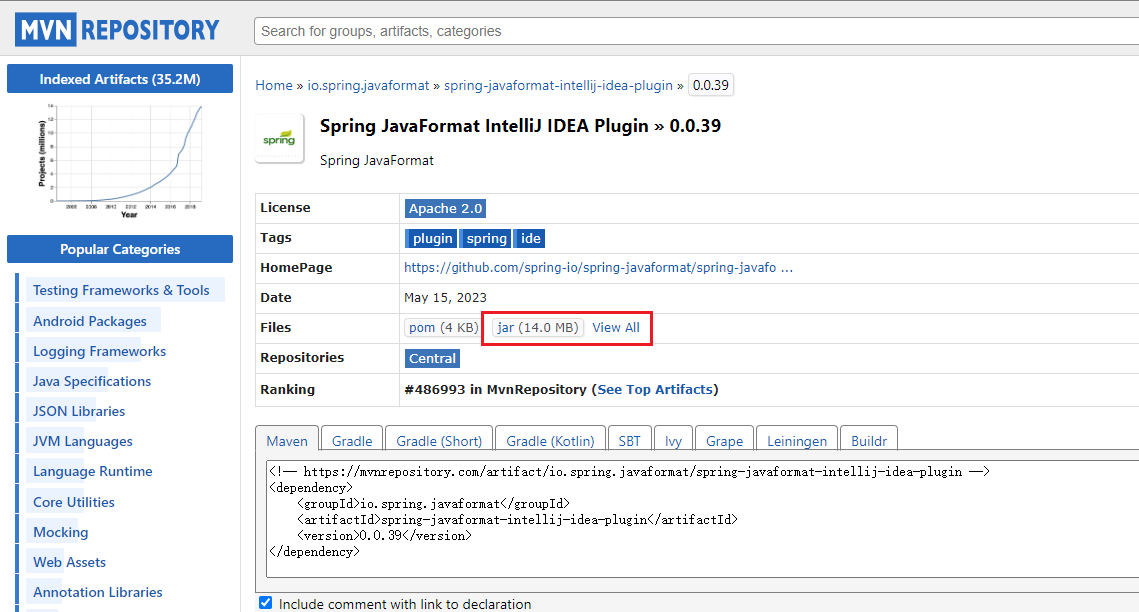 MVN REPOSITORY
Search for groups, artifacts, categories
Indexed Artifacts (35.2M)
Projects (millions)
Year
Popular Categories
Testing Frameworks & Tools
Android Packages
Logging Frameworks
Java Specifications
JSON Libraries
JVM Languages
Language Runtime
Core Utilities
Mocking
Web Assets
Annotation Libraries
Home » io.spring.javaformat » spring-javaformat-intellij-idea-plugin » 0.0.39
spring
Spring JavaFormat IntelliJ IDEA Plugin » 0.0.39
Spring JavaFormat
License Apache 2.0
Tags plugin spring ide
HomePage https://github.com/spring-io/spring-javaformat/spring-javafo ...
Date May 15, 2023
Files pom (4 KB) jar (14.0 MB) View All
Repositories Central
Ranking #486993 in MvnRepository (See Top Artifacts)
Maven Gradle Gradle (Short) Gradle (Kotlin) SBT Ivy Grape Leiningen Buildr
<!-- https://mvnrepository.com/artifact/io.spring.javaformat/spring-javaformat-intellij-idea-plugin -->
<dependency>
<groupId>io.spring.javaformat</groupId>
<artifactId>spring-javaformat-intellij-idea-plugin</artifactId>
<version>0.0.39</version>
</dependency>
Include comment with link to declaration